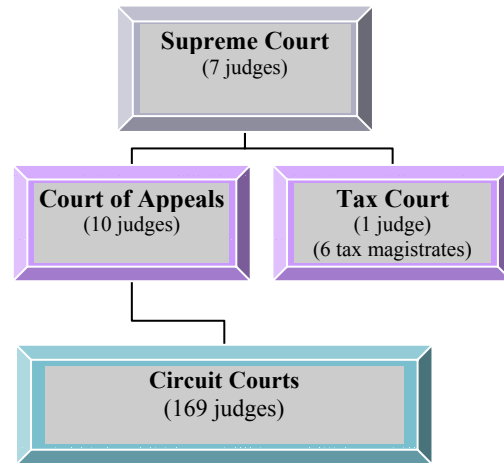 Supreme Court
(7 judges)
Court of Appeals
(10 judges)
Tax Court
(1 judge)
(6 tax magistrates)
Circuit Courts
(169 judges)